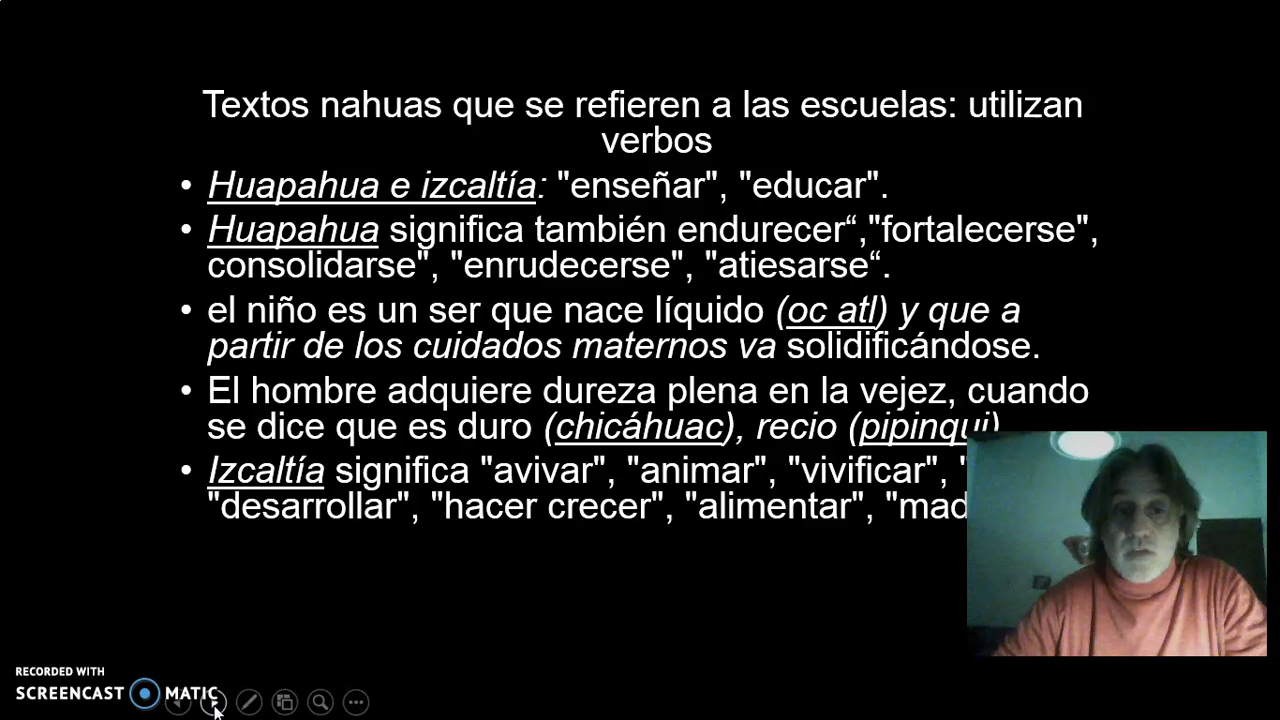 Textos nahuas que se refieren a las escuelas: utilizan
verbos
• Huapahua e izcaltía: "enseñar", "educar".
• Huapahua significa también endurecer“,"fortalecerse",
consolidarse", "enrudecerse", "atiesarse“.
• el niño es un ser que nace líquido (oc atl) y que a
partir de los cuidados maternos va solidificándose.
• El hombre adquiere dureza plena en la vejez, cuando
se dice que es duro (chicáhuac), recio (pipinqui)
• Izcaltía significa "avivar", "animar", "vivificar", "
"desarrollar", "hacer crecer", "alimentar",
RECORDED WITH
SCREENCAST MATIC